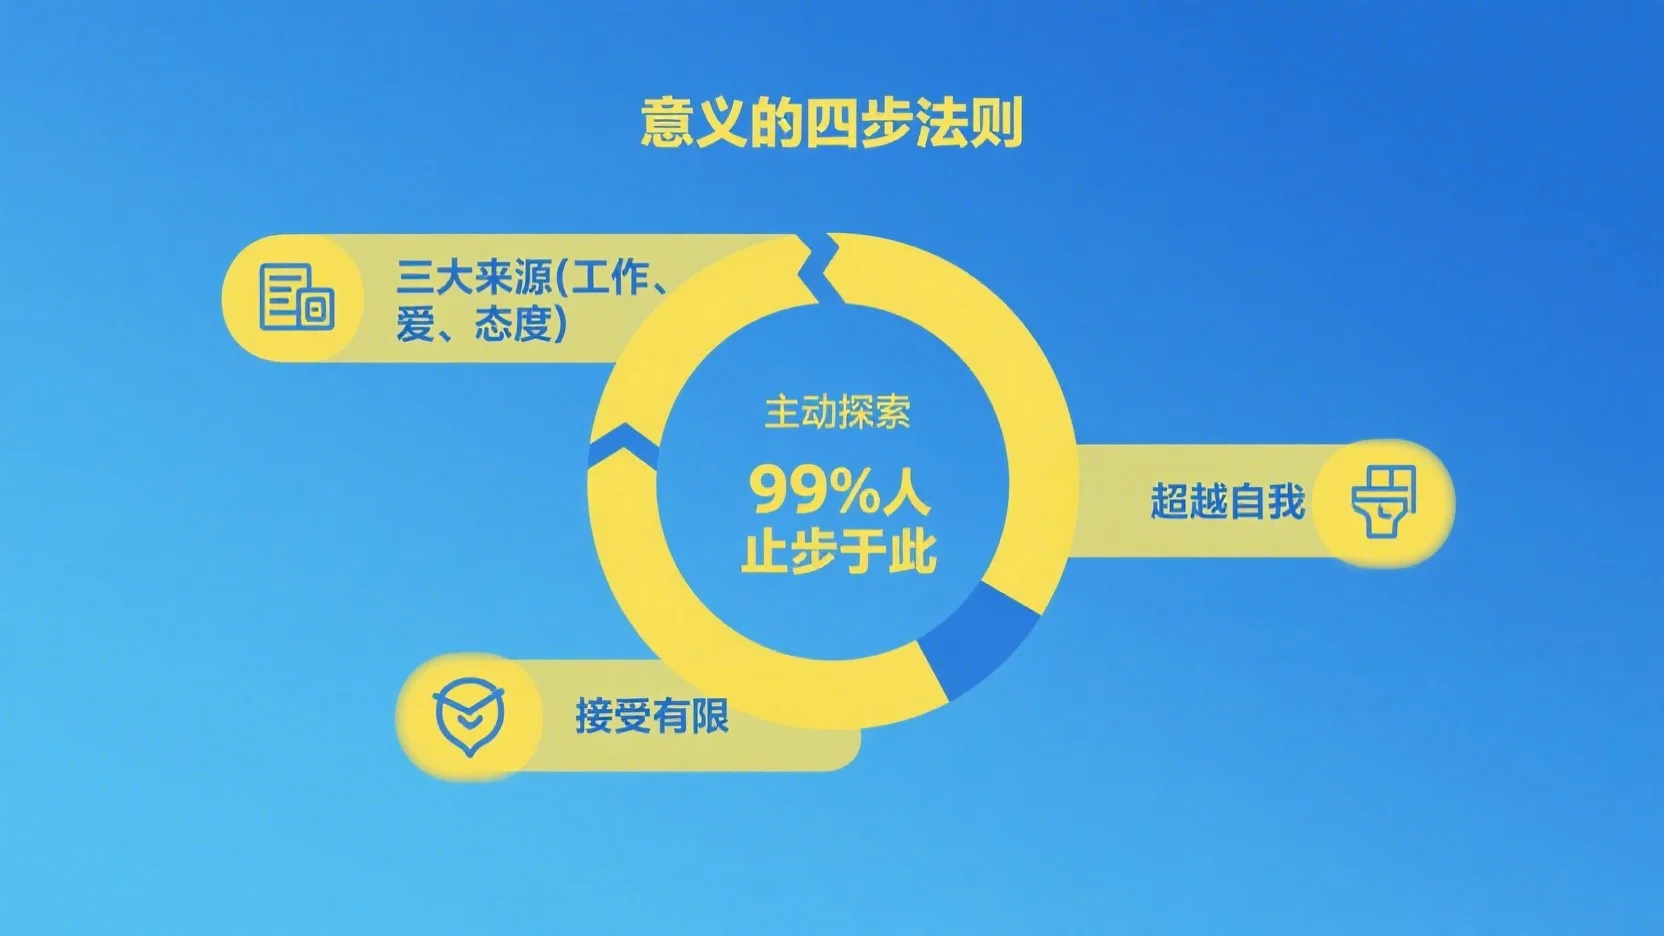 意义的四步法则
三大来源(工作、
爱、态度)
主动探索
99%人
止步于此
超越自我
接受有限